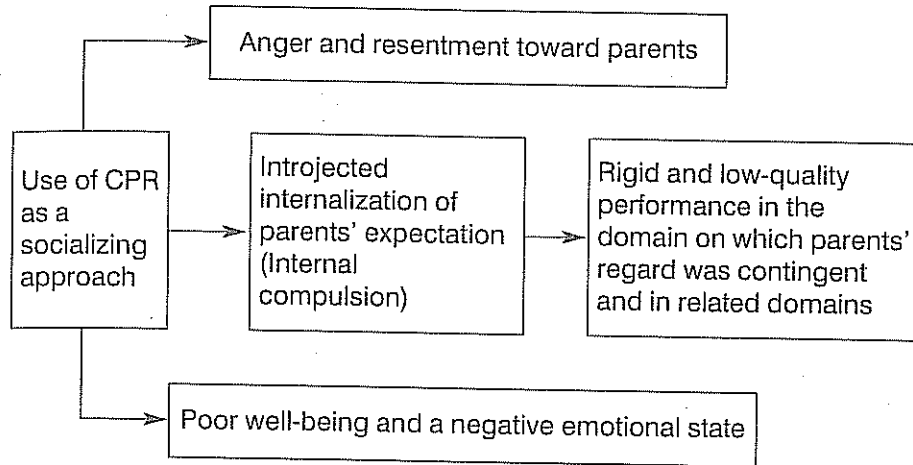 Anger and resentment toward parents
Use of CPR
as a
socializing
approach
Introjected
internalization of
parents' expectation
(Internal
compulsion)
Rigid and low-quality
performance in the
domain on which parents'
regard was contingent
and in related domains
Poor well-being and a negative emotional state